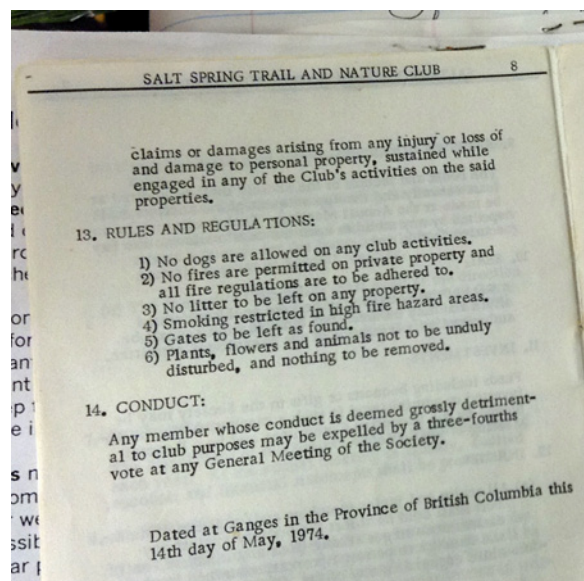 SALT SPRING TRAIL AND NATURE CLUB 8
claims or damages arising from any injury or loss of
and damage to personal property, sustained while
engaged in any of the Club's activities on the said
properties.
13. RULES AND REGULATIONS:
1) No dogs are allowed on any club activities.
2) No fires are permitted on private property and
all fire regulations are to be adhered to.
3) No litter to be left on any property.
4) Smoking restricted in high fire hazard areas.
5) Gates to be left as found.
6) Plants, flowers and animals not to be unduly
disturbed, and nothing to be removed.
14. CONDUCT:
Any member whose conduct is deemed grossly detriment-
al to club purposes may be expelled by a three-fourths
vote at any General Meeting of the Society.
Dated at Ganges in the Province of British Columbia this
14th day of May, 1974.